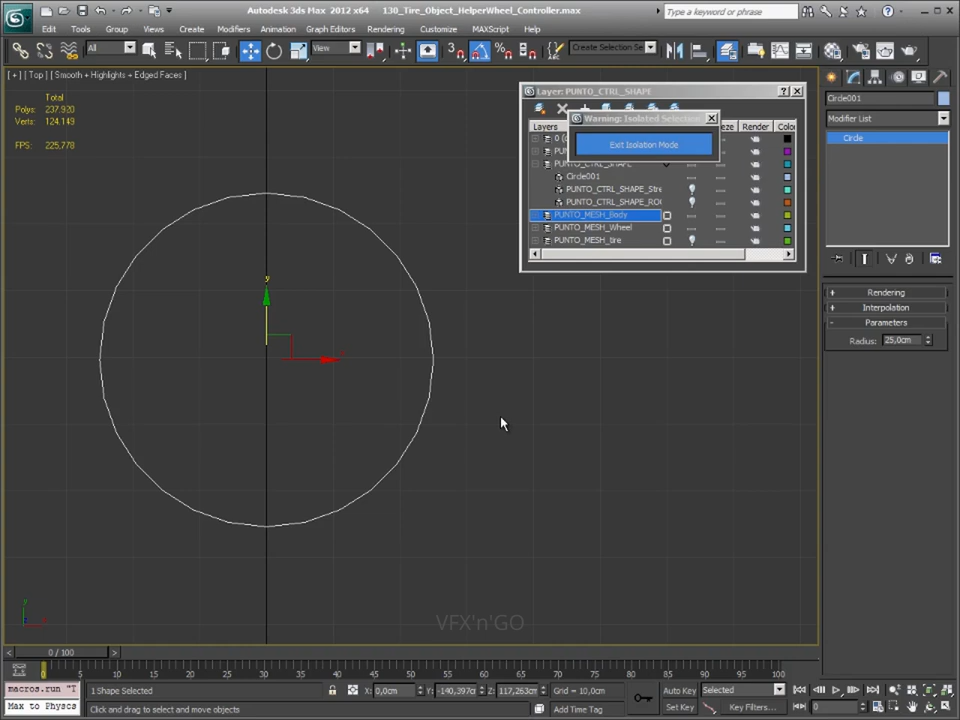 Autodesk 3ds Max 2012 x64 130_Tire_Object_HelperWheel_Controller.max
Type a keyword or phrase
Edit Tools Group Views Create Modifiers Animation Graph Editors Rendering Customize MAXScript Help
All View Create Selection Se
[ + ] [ Top ] [ Smooth + Highlights + Edged Faces ]
Total
Polys: 237.920
Verts: 124.149
FPS: 225,778
Layer: PUNTO_CTRL_SHAPE
Warning: Isolated Selection
Layers Render Color
Exit Isolation Mode
Circle001
PUNTO_CTRL_SHAPE_Stre
PUNTO_CTRL_SHAPE_ROO
PUNTO_MESH_Body
PUNTO_MESH_Wheel
PUNTO_MESH_tire
Circle001
Modifier List
Circle
+ Rendering
+ Interpolation
- Parameters
Radius: 25,0cm
y
VFX'n'GO
0 / 100
0 5 10 15 20 25 30 35 40 45 50 55 60 65 70 75 80 85 90 95 100
macros.run "T
Max to Physcs
1 Shape Selected
X: 0,0cm Y: -140,397cm Z: 117,263cm Grid = 10,0cm
Auto Key Selected
Click and drag to select and move objects
Add Time Tag
Set Key Key Filters... 0